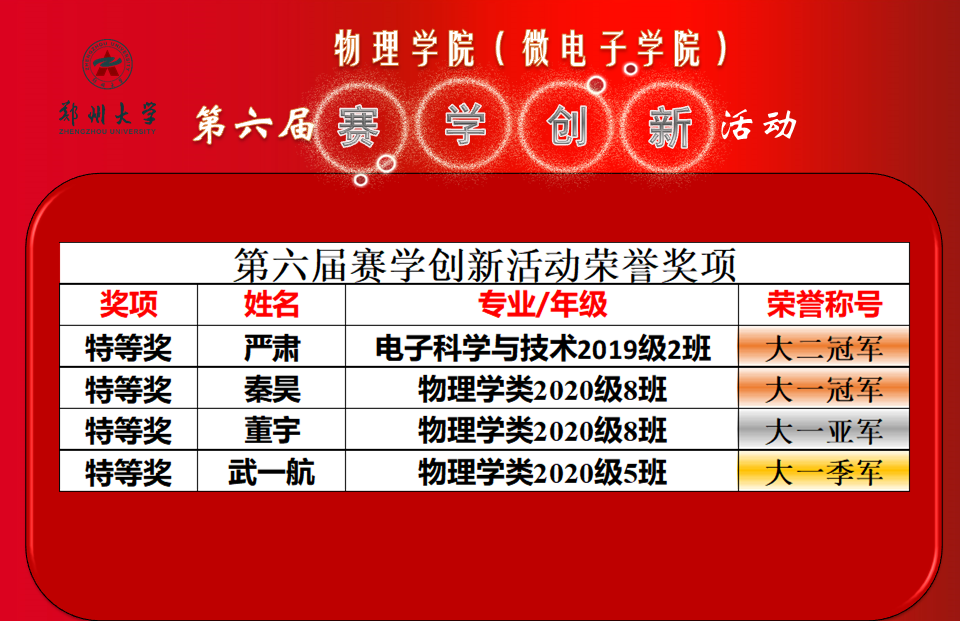 物理学院（微电子学院）
郑州大学
ZHENGZHOU UNIVERSITY
第六届赛学创新活动
第六届赛学创新活动荣誉奖项
奖项 姓名 专业/年级 荣誉称号
特等奖 严肃 电子科学与技术2019级2班 大二冠军
特等奖 秦昊 物理学类2020级8班 大一冠军
特等奖 董宇 物理学类2020级8班 大一亚军
特等奖 武一航 物理学类2020级5班 大一季军